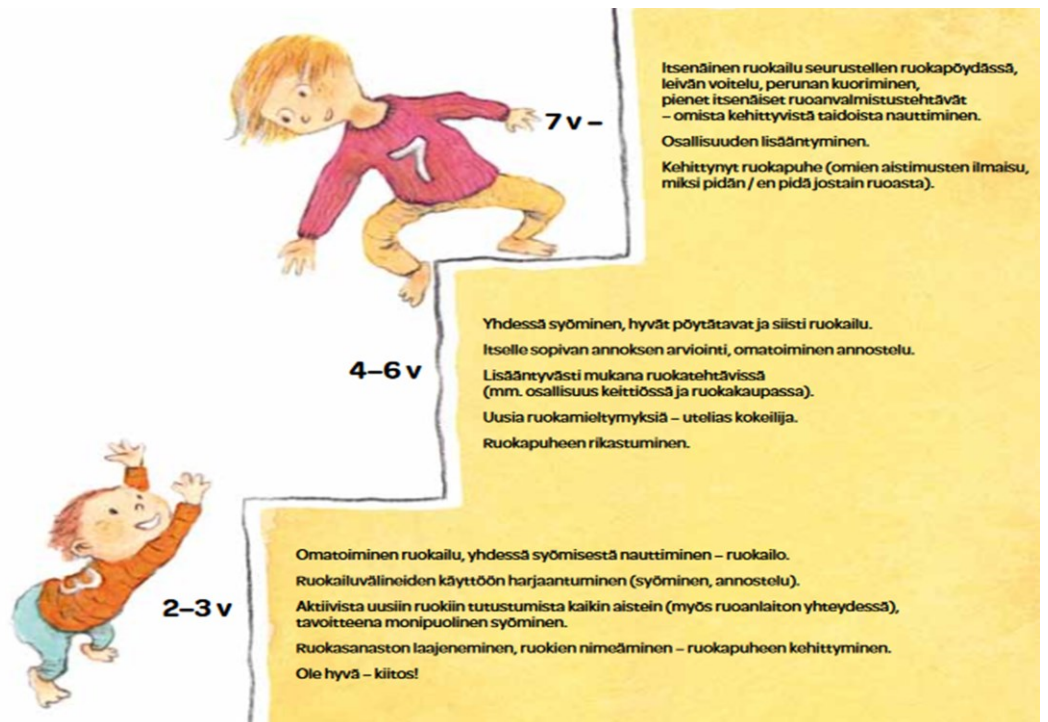 Itsenäinen ruokailu seurustellen ruokapöydässä,
leivän voitelu, perunan kuoriminen,
pienet itsenäiset ruoanvalmistustehtävät
– omista kehittyvistä taidoista nauttiminen.
Osallisuuden lisääntyminen.
Kehittynyt ruokapuhe (omien aistimusten ilmaisu,
miksi pidän / en pidä jostain ruoasta).
7 v –
7
Yhdessä syöminen, hyvät pöytätavat ja siisti ruokailu.
Itselle sopivan annoksen arviointi, omatoiminen annostelu.
Lisääntyvästi mukana ruokatehtävissä
(mm. osallisuus keittiössä ja ruokakaupassa).
Uusia ruokamieltymyksiä – utelias kokeilija.
Ruokapuheen rikastuminen.
4–6 v
Omatoiminen ruokailu, yhdessä syömisestä nauttiminen – ruokailo.
Ruokailuvälineiden käyttöön harjaantuminen (syöminen, annostelu).
Aktiivista uusiin ruokiin tutustumista kaikin aistein (myös ruoanlaiton yhteydessä),
tavoitteena monipuolinen syöminen.
Ruokasanaston laajeneminen, ruokien nimeäminen – ruokapuheen kehittyminen.
Ole hyvä – kiitos!
2–3 v